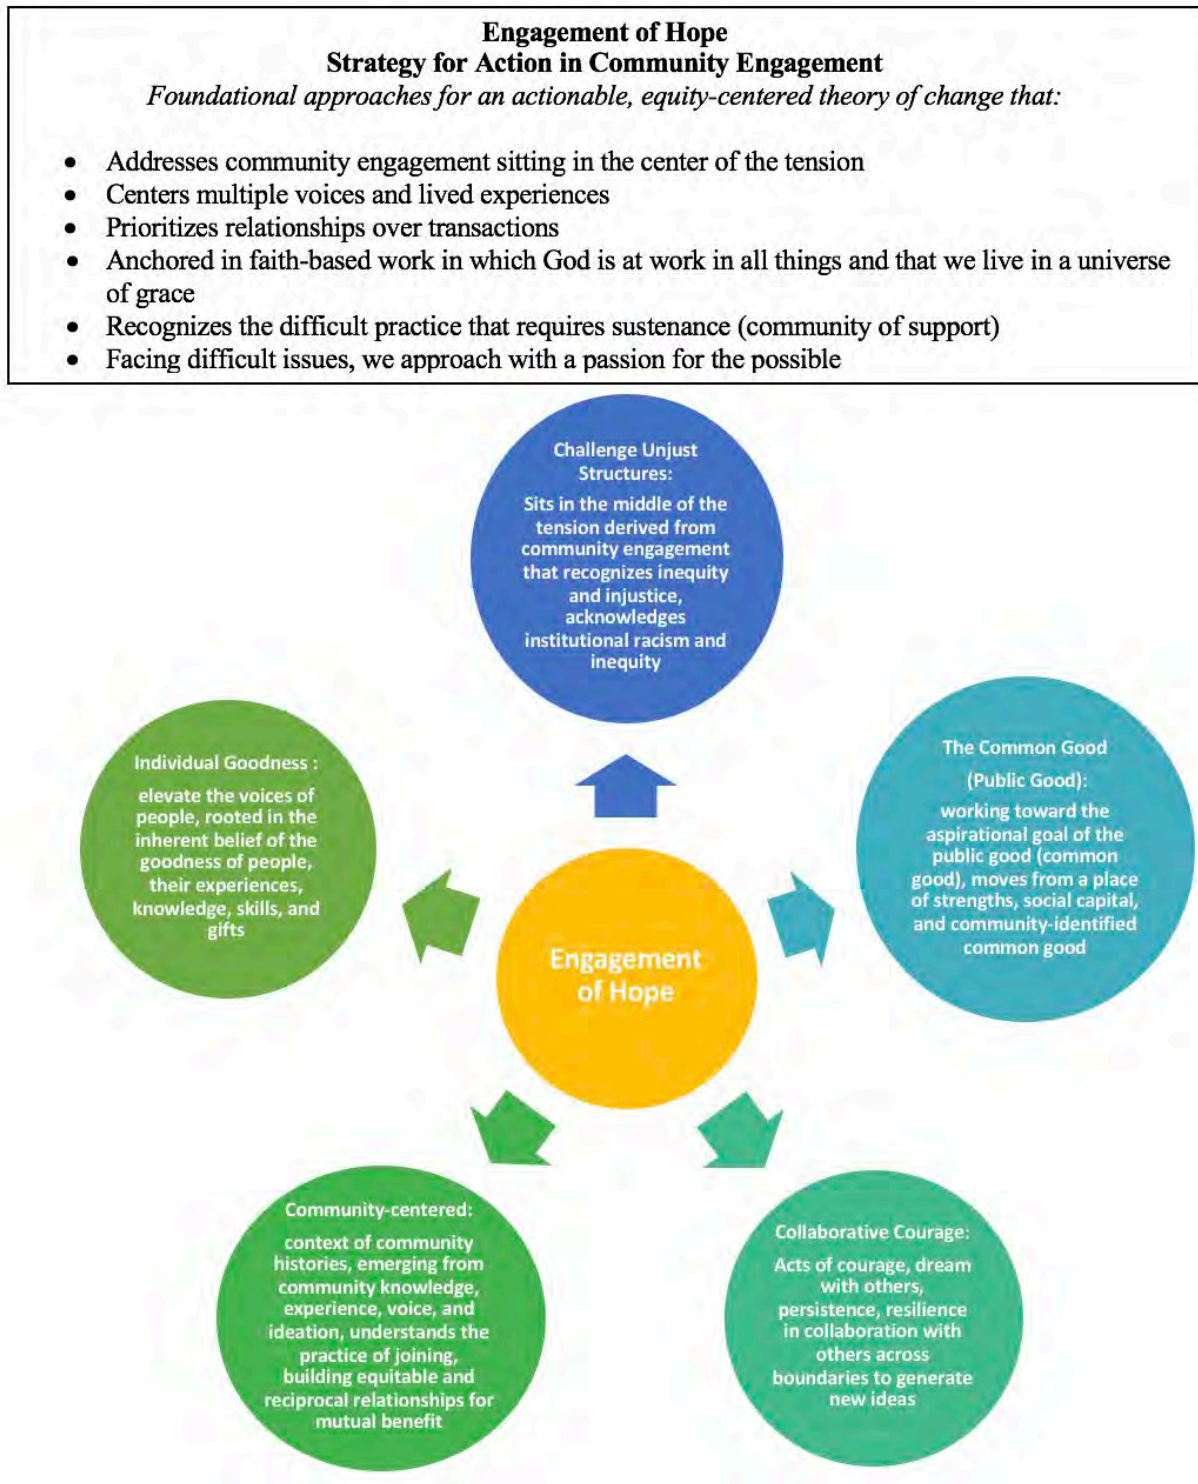 Engagement of Hope
Strategy for Action in Community Engagement
Foundational approaches for an actionable, equity-centered theory of change that:
• Addresses community engagement sitting in the center of the tension
• Centers multiple voices and lived experiences
• Prioritizes relationships over transactions
• Anchored in faith-based work in which God is at work in all things and that we live in a universe
of grace
• Recognizes the difficult practice that requires sustenance (community of support)
• Facing difficult issues, we approach with a passion for the possible
Challenge Unjust
Structures:
Sits in the middle of the
tension derived from
community engagement
that recognizes inequity
and injustice,
acknowledges
institutional racism and
inequity
The Common Good
(Public Good):
working toward the
aspirational goal of the
public good (common
good), moves from a place
of strengths, social capital,
and community-identified
common good
Collaborative Courage:
Acts of courage, dream
with others,
persistence, resilience
in collaboration with
others across
boundaries to generate
new ideas
Community-centered:
context of community
histories, emerging from
community knowledge,
experience, voice, and
ideation, understands the
practice of joining,
building equitable and
reciprocal relationships for
mutual benefit
Individual Goodness :
elevate the voices of
people, rooted in the
inherent belief of the
goodness of people,
their experiences,
knowledge, skills, and
gifts
Engagement
of Hope